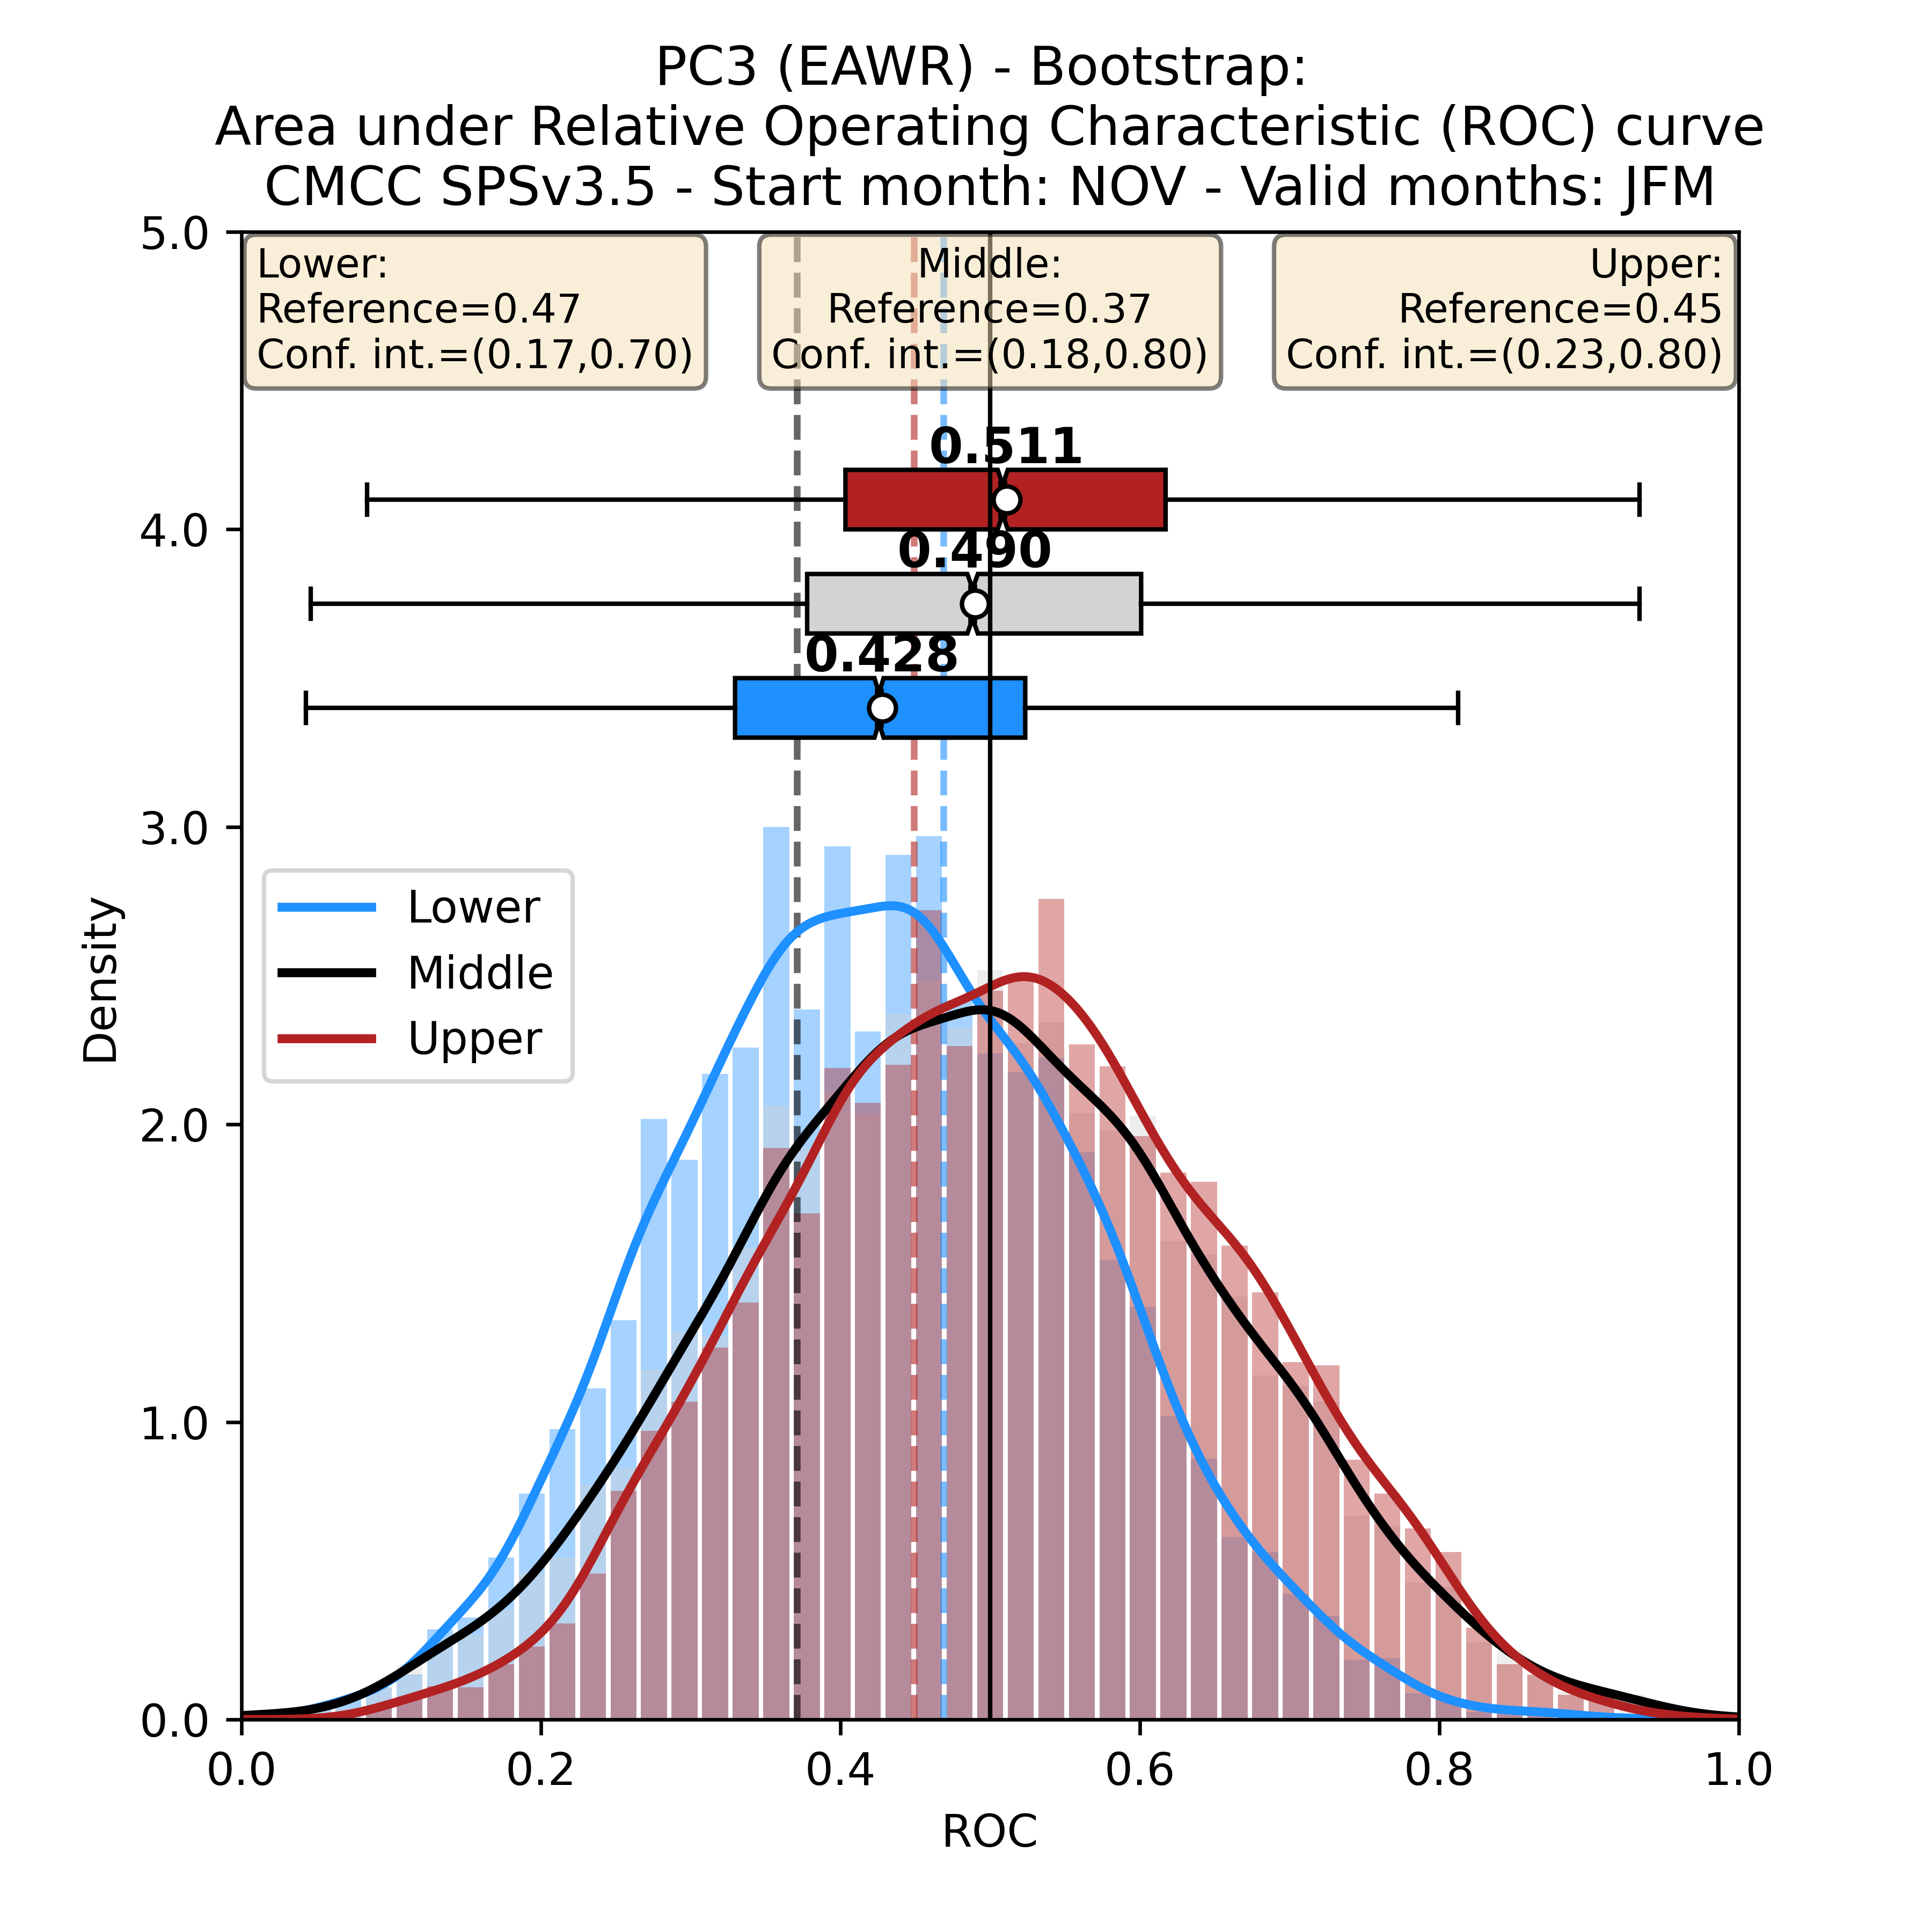 PC3 (EAWR) - Bootstrap:
Area under Relative Operating Characteristic (ROC) curve
CMCC SPSv3.5 - Start month: NOV - Valid months: JFM
Lower:
Reference=0.47
Conf. int.=(0.17,0.70)
Middle:
Reference=0.37
Conf. int.=(0.18,0.80)
Upper:
Reference=0.45
Conf. int.=(0.23,0.80)
0.511
0.490
0.428
5.0
4.0
3.0
2.0
1.0
0.0
Density
Lower
Middle
Upper
0.0 0.2 0.4 0.6 0.8 1.0
ROC